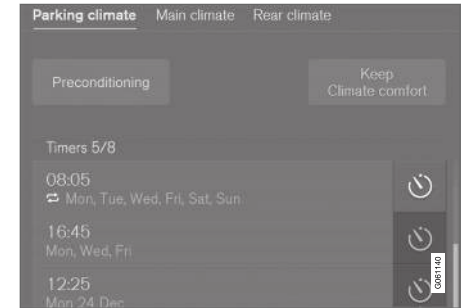 Parking climate Main climate Rear climate
Preconditioning
Keep
Climate comfort
Timers 5/8
08:05
Mon, Tue, Wed, Fri, Sat, Sun
16:45
Mon, Wed, Fri
12:25
Mon 24 Dec
G061140